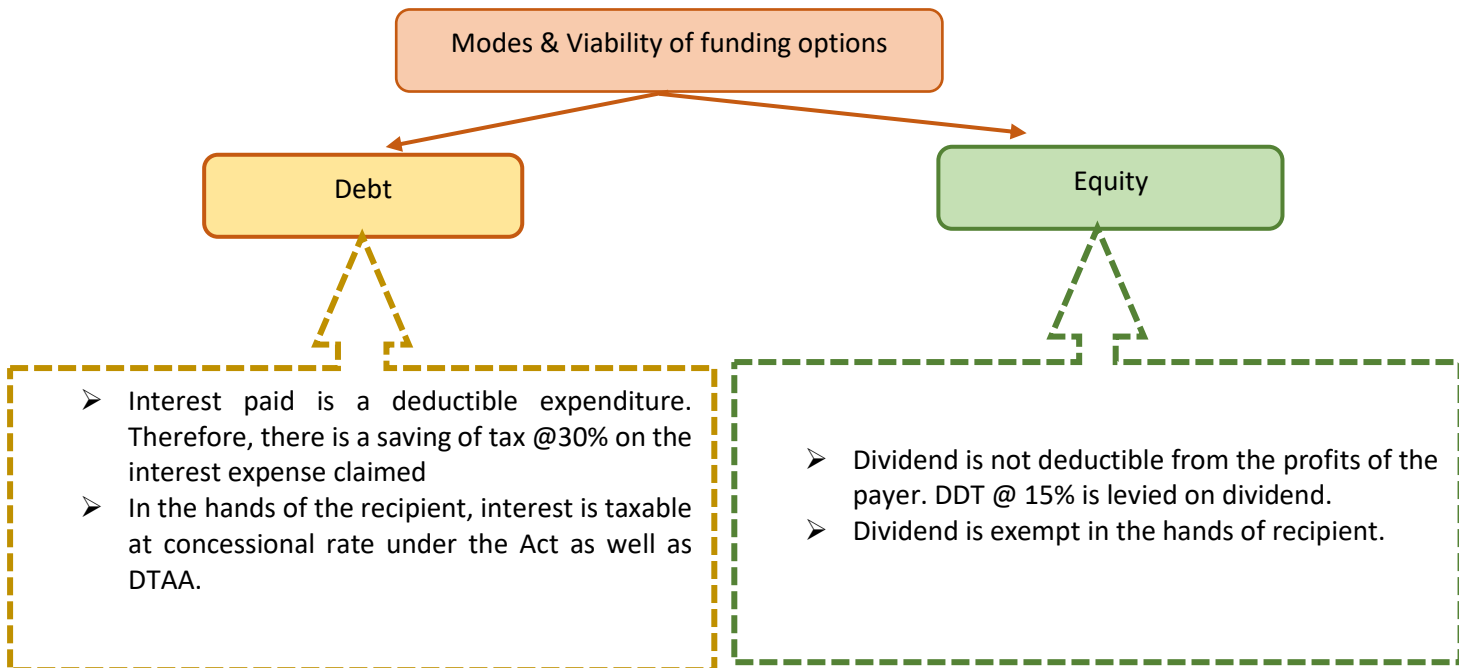 Modes & Viability of funding options
Debt
Equity
➢ Interest paid is a deductible expenditure.
Therefore, there is a saving of tax @30% on the
interest expense claimed
➢ In the hands of the recipient, interest is taxable
at concessional rate under the Act as well as
DTAA.
➢ Dividend is not deductible from the profits of the
payer. DDT @ 15% is levied on dividend.
➢ Dividend is exempt in the hands of recipient.